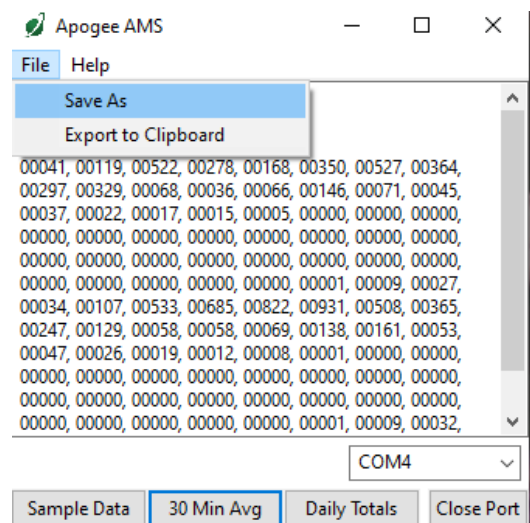 Apogee AMS
File Help
Save As
Export to Clipboard
00041, 00119, 00522, 00278, 00168, 00350, 00527, 00364,
00297, 00329, 00068, 00036, 00066, 00146, 00071, 00045,
00037, 00022, 00017, 00015, 00005, 00000, 00000, 00000,
00000, 00000, 00000, 00000, 00000, 00000, 00000, 00000,
00000, 00000, 00000, 00000, 00000, 00000, 00000, 00000,
00000, 00000, 00000, 00000, 00000, 00001, 00009, 00027,
00034, 00107, 00533, 00685, 00822, 00931, 00508, 00365,
00247, 00129, 00058, 00058, 00069, 00138, 00161, 00053,
00047, 00026, 00019, 00012, 00008, 00001, 00000, 00000,
00000, 00000, 00000, 00000, 00000, 00000, 00000, 00000,
00000, 00000, 00000, 00000, 00000, 00000, 00000, 00000,
00000, 00000, 00000, 00000, 00000, 00001, 00009, 00032,
COM4
Sample Data 30 Min Avg Daily Totals Close Port